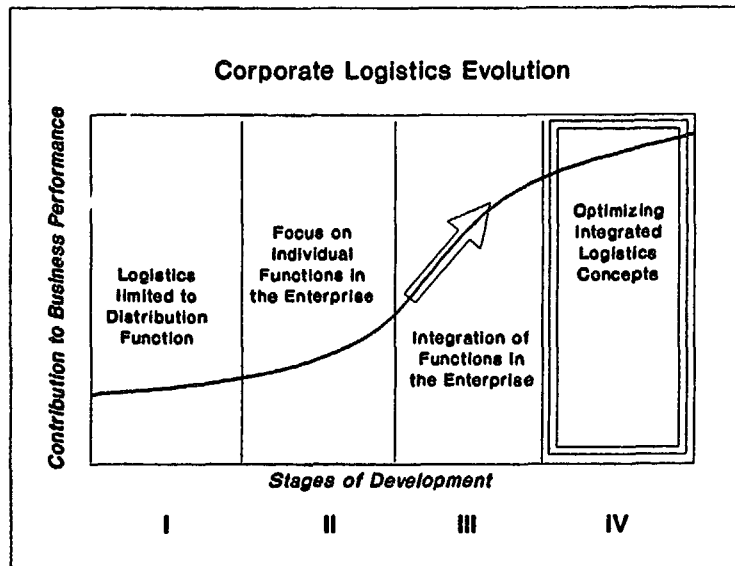 Corporate Logistics Evolution
Contribution to Business Performance
Logistics
limited to
Distribution
Function
Focus on
Individual
Functions in
the Enterprise
Integration of
Functions in
the Enterprise
Optimizing
Integrated
Logistics
Concepts
Stages of Development
I
II
III
IV